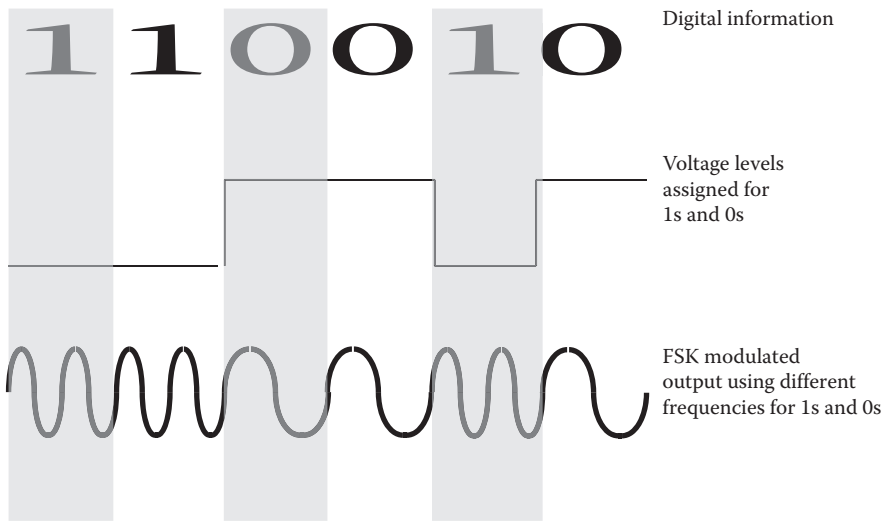 1 1 0 0 1 0
Digital information
Voltage levels
assigned for
1s and 0s
FSK modulated
output using different
frequencies for 1s and 0s